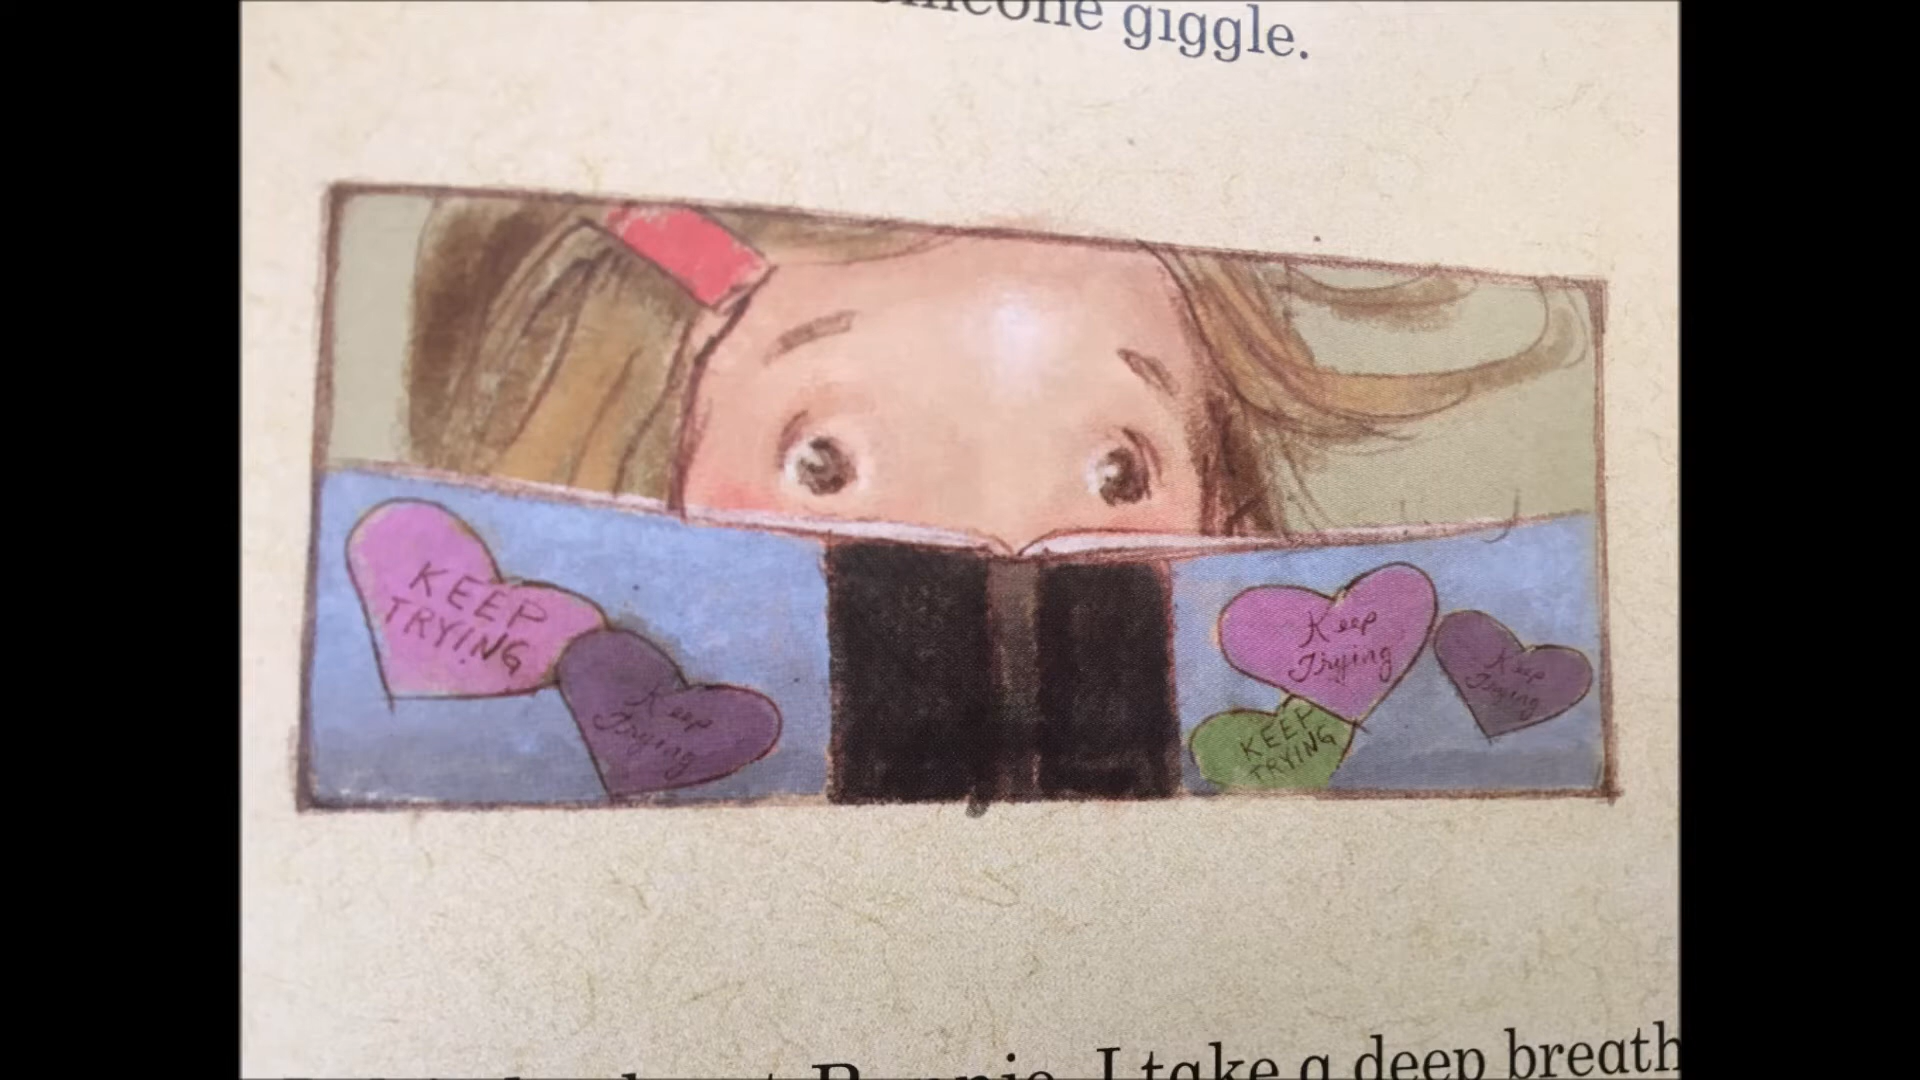 giggle.
KEEP
TRYING
Keep
Trying
Keep
Trying
Keep
Trying
KEEP
TRYING
I take a deep breath